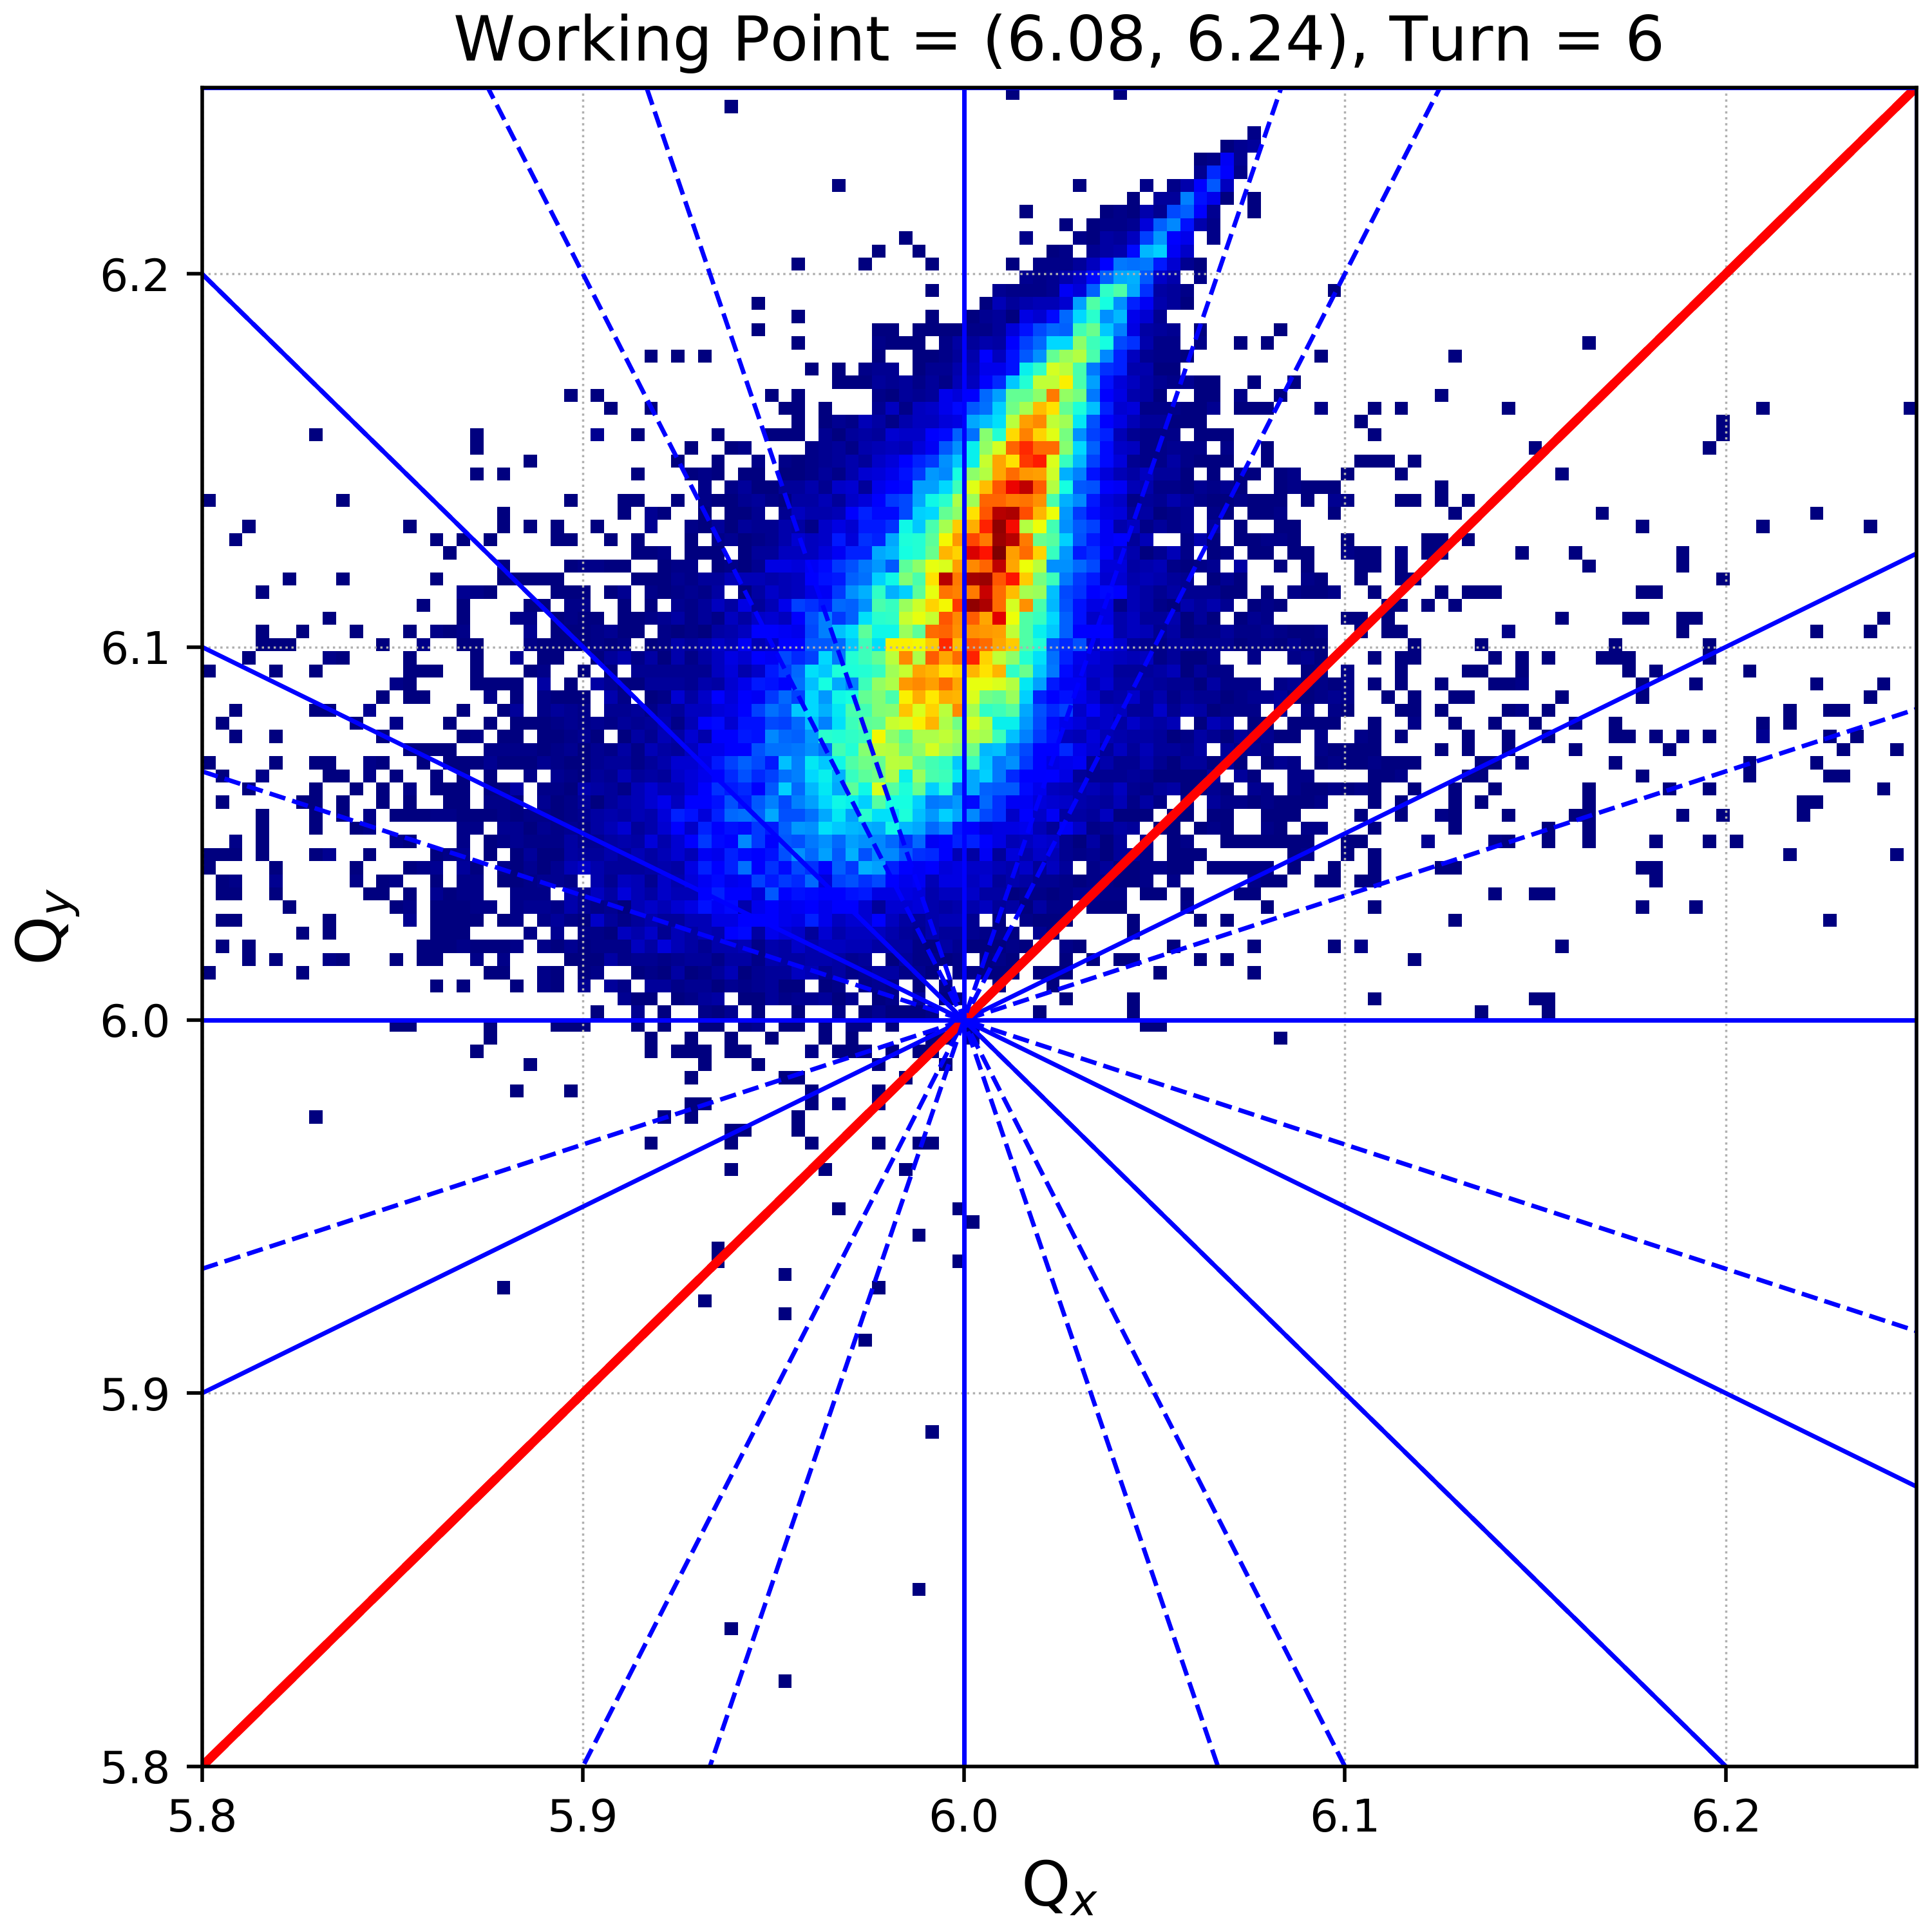 Working Point = (6.08, 6.24), Turn = 6
6.2
6.1
6.0
5.9
5.8
Qy
5.8 5.9 6.0 6.1 6.2
Qx